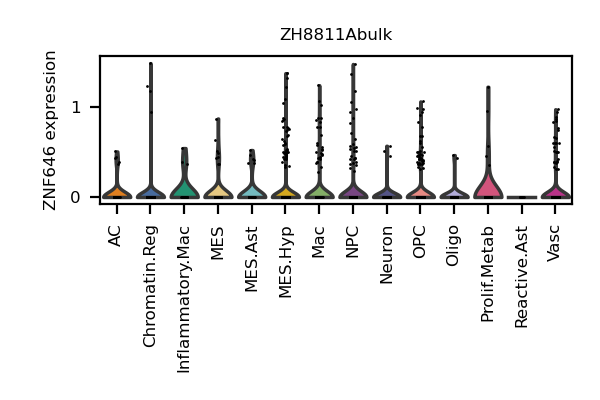 ZH8811Abulk
ZNF646 expression
1
0
AC
Chromatin.Reg
Inflammatory.Mac
MES
MES.Ast
MES.Hyp
Mac
NPC
Neuron
OPC
Oligo
Prolif.Metab
Reactive.Ast
Vasc